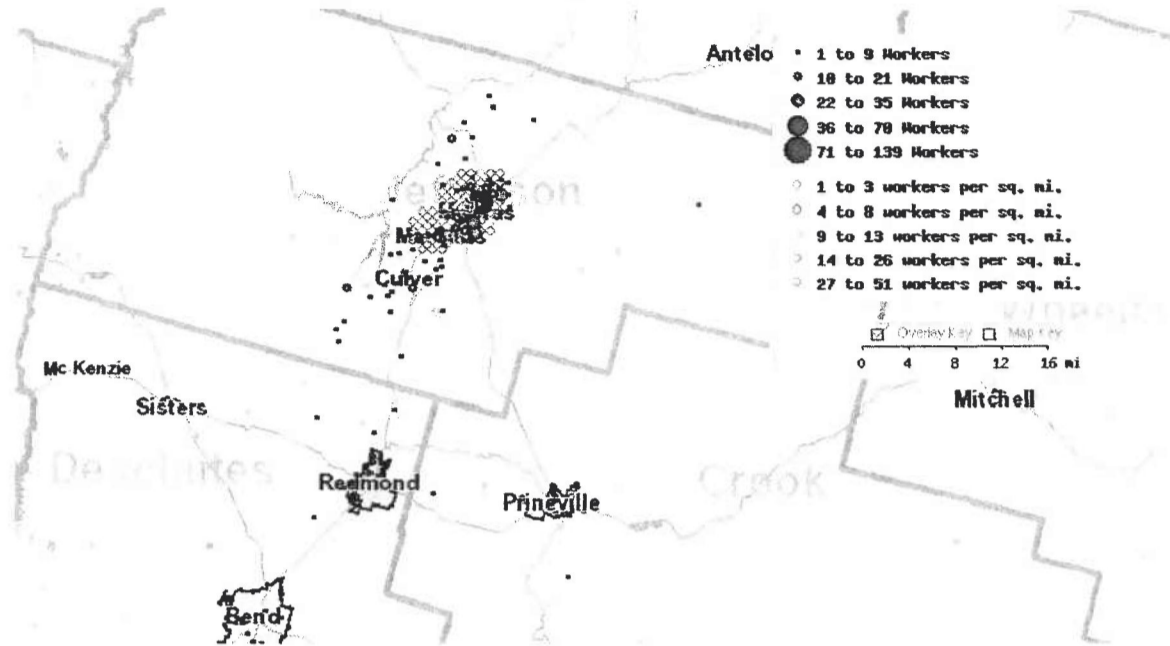 Antelo
1 to 9 Workers
10 to 21 Workers
22 to 35 Workers
36 to 70 Workers
71 to 139 Workers
1 to 3 workers per sq. mi.
4 to 8 workers per sq. mi.
9 to 13 workers per sq. mi.
14 to 26 workers per sq. mi.
27 to 51 workers per sq. mi.
Culver
Overlay Key Map Key
0 4 8 12 16 mi
Mc Kenzie
Sisters
Mitchell
Deschutes
Redmond
Crook
Prineville
Bend